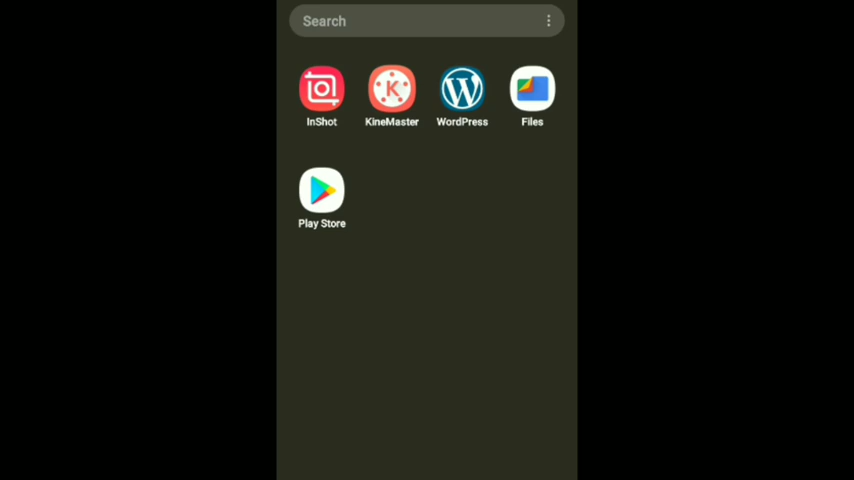 Search
InShot
KineMaster
WordPress
Files
Play Store